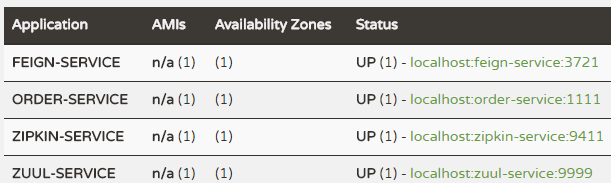 Application AMIs Availability Zones Status
FEIGN-SERVICE n/a (1) (1) UP (1) - localhost:feign-service:3721
ORDER-SERVICE n/a (1) (1) UP (1) - localhost:order-service:1111
ZIPKIN-SERVICE n/a (1) (1) UP (1) - localhost:zipkin-service:9411
ZUUL-SERVICE n/a (1) (1) UP (1) - localhost:zuul-service:9999